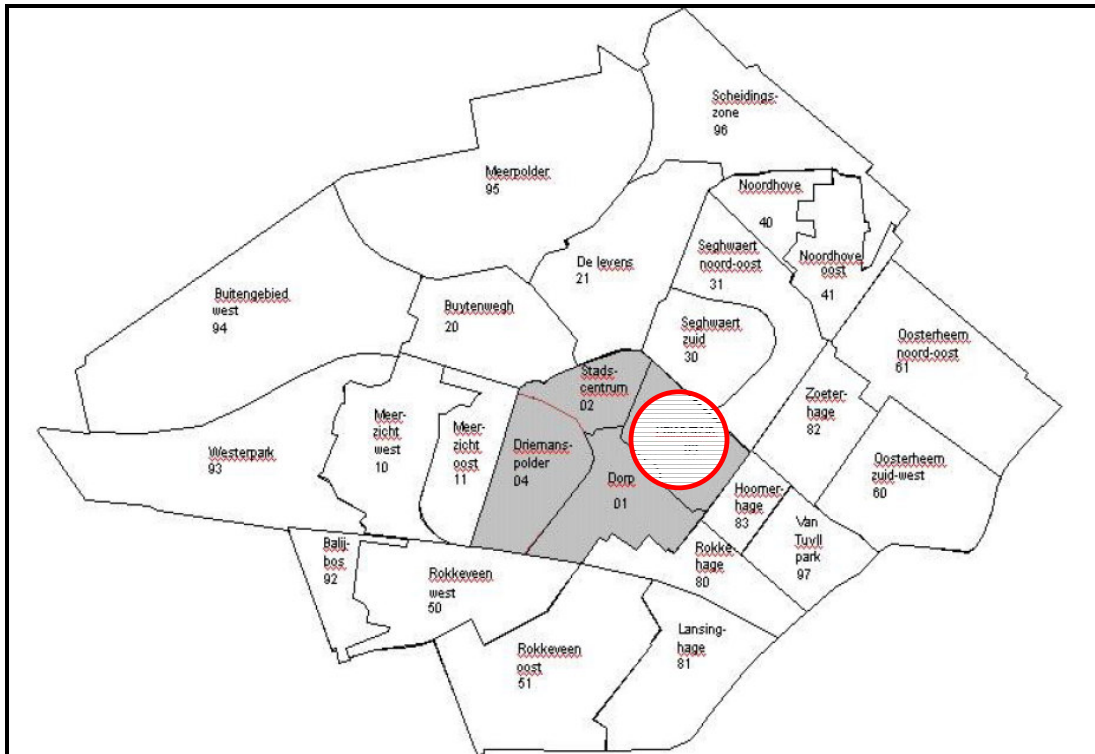 Scheidings-
zone
96
Meerpolder
95
Noordhove
40
Seghwaert
noord-oost
31
Noordhove
oost
41
De leyens
21
Buitengebied
west
94
Buytenwegh
20
Seghwaert
zuid
30
Oosterheem
noord-oost
61
Stads-
centrum
02
Zoeter-
hage
82
Meer-
zicht
west
10
Meer-
zicht
oost
11
Driemans-
polder
04
Westerpark
93
Dorp
01
Oosterheem
zuid-west
60
Hoorner-
hage
83
Van
Tuyll
park
97
Balij-
bos
92
Rokkeveen
west
50
Rokke
hage
80
Rokkeveen
oost
51
Lansing-
hage
81